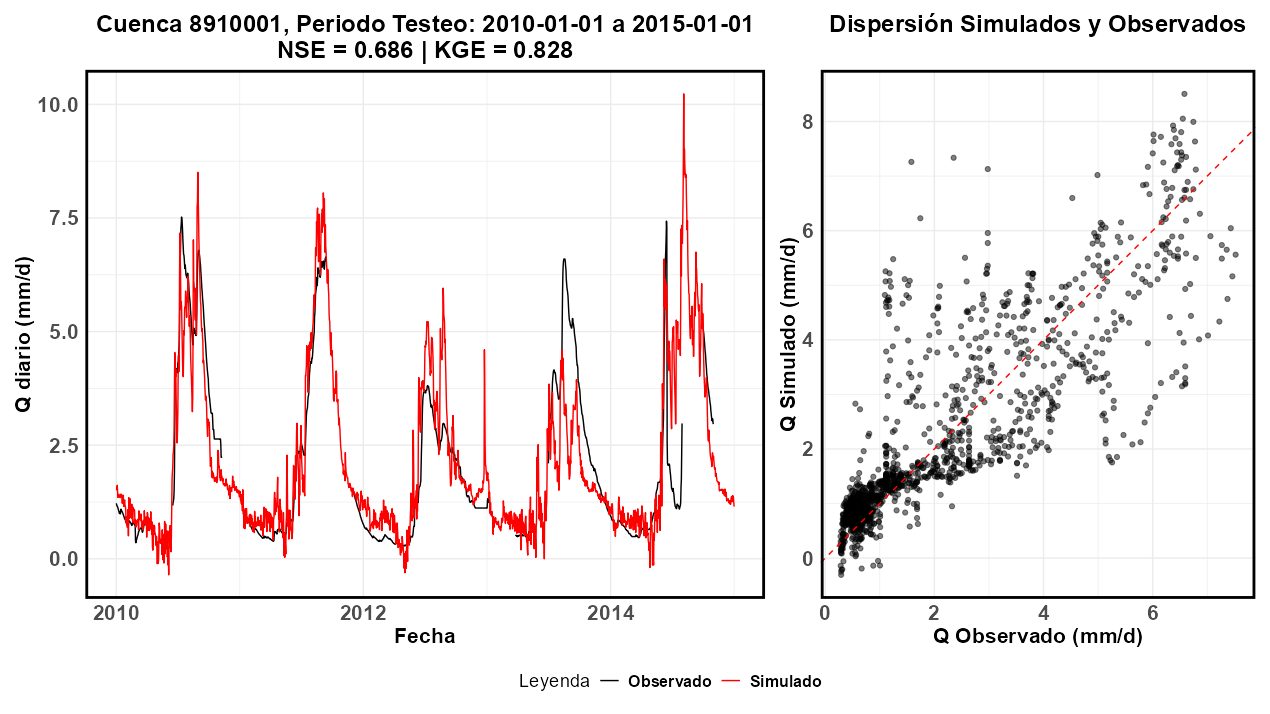 Cuenca 8910001, Periodo Testeo: 2010-01-01 a 2015-01-01
NSE = 0.686 | KGE = 0.828
Q diario (mm/d)
10.0
7.5
5.0
2.5
0.0
2010
2012
2014
Fecha
Dispersión Simulados y Observados
Q Simulado (mm/d)
8
6
4
2
0
0
2
4
6
Q Observado (mm/d)
Leyenda Observado Simulado